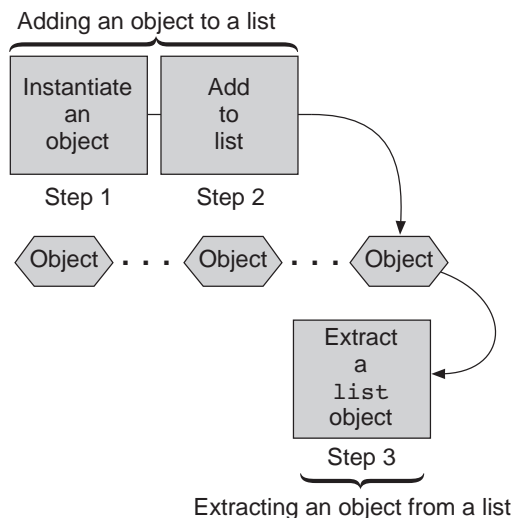 Adding an object to a list
Instantiate
an
object
Add
to
list
Step 1
Step 2
Object . . . Object . . . Object
Extract
a
list
object
Step 3
Extracting an object from a list